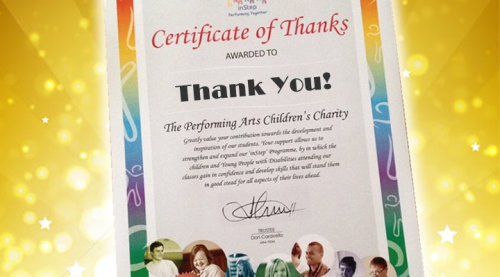 inStep
Performing Together
Certificate of Thanks
AWARDED TO
Thank You!
The Performing Arts Children's Charity
Greatly value your contribution towards the development and
inspiration of our students. Your support allows us to
strengthen and expand our 'inStep' Programme, by in which the
children and Young People with Disabilities attending our
classes gain in confidence and develop skills that will stand them
in good stead for all aspects of their lives ahead.
TRUSTEE